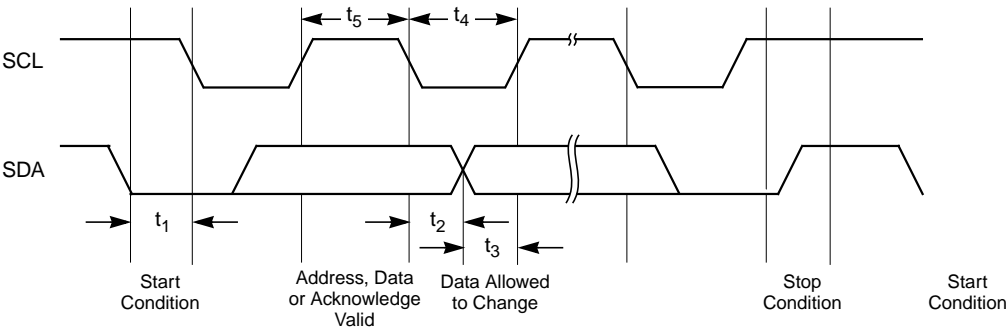 t5
t4
SCL
SDA
t1
t2
t3
Start
Condition
Address, Data
or Acknowledge
Valid
Data Allowed
to Change
Stop
Condition
Start
Condition